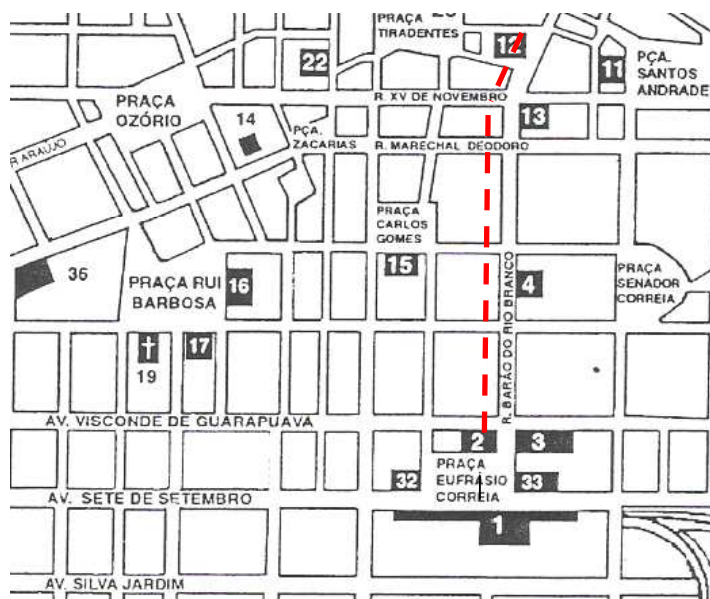 PRAÇA
TIRADENTES
12
22
11
PÇA.
SANTOS
ANDRADE
PRAÇA
OZÓRIO
R. XV DE NOVEMBRO
14
13
PÇA.
ZACARIAS
R. MARECHAL DEODORO
R ARAÚJO
PRAÇA
CARLOS
GOMES
36
PRAÇA RUI
BARBOSA
16
15
4
PRAÇA
SENADOR
CORREIA
R. BARÃO DO RIO BRANCO
19
17
AV. VISCONDE DE GUARAPUAVA
2
3
PRAÇA
EUFRÁSIO
CORREIA
32
33
AV. SETE DE SETEMBRO
1
AV. SILVA JARDIM